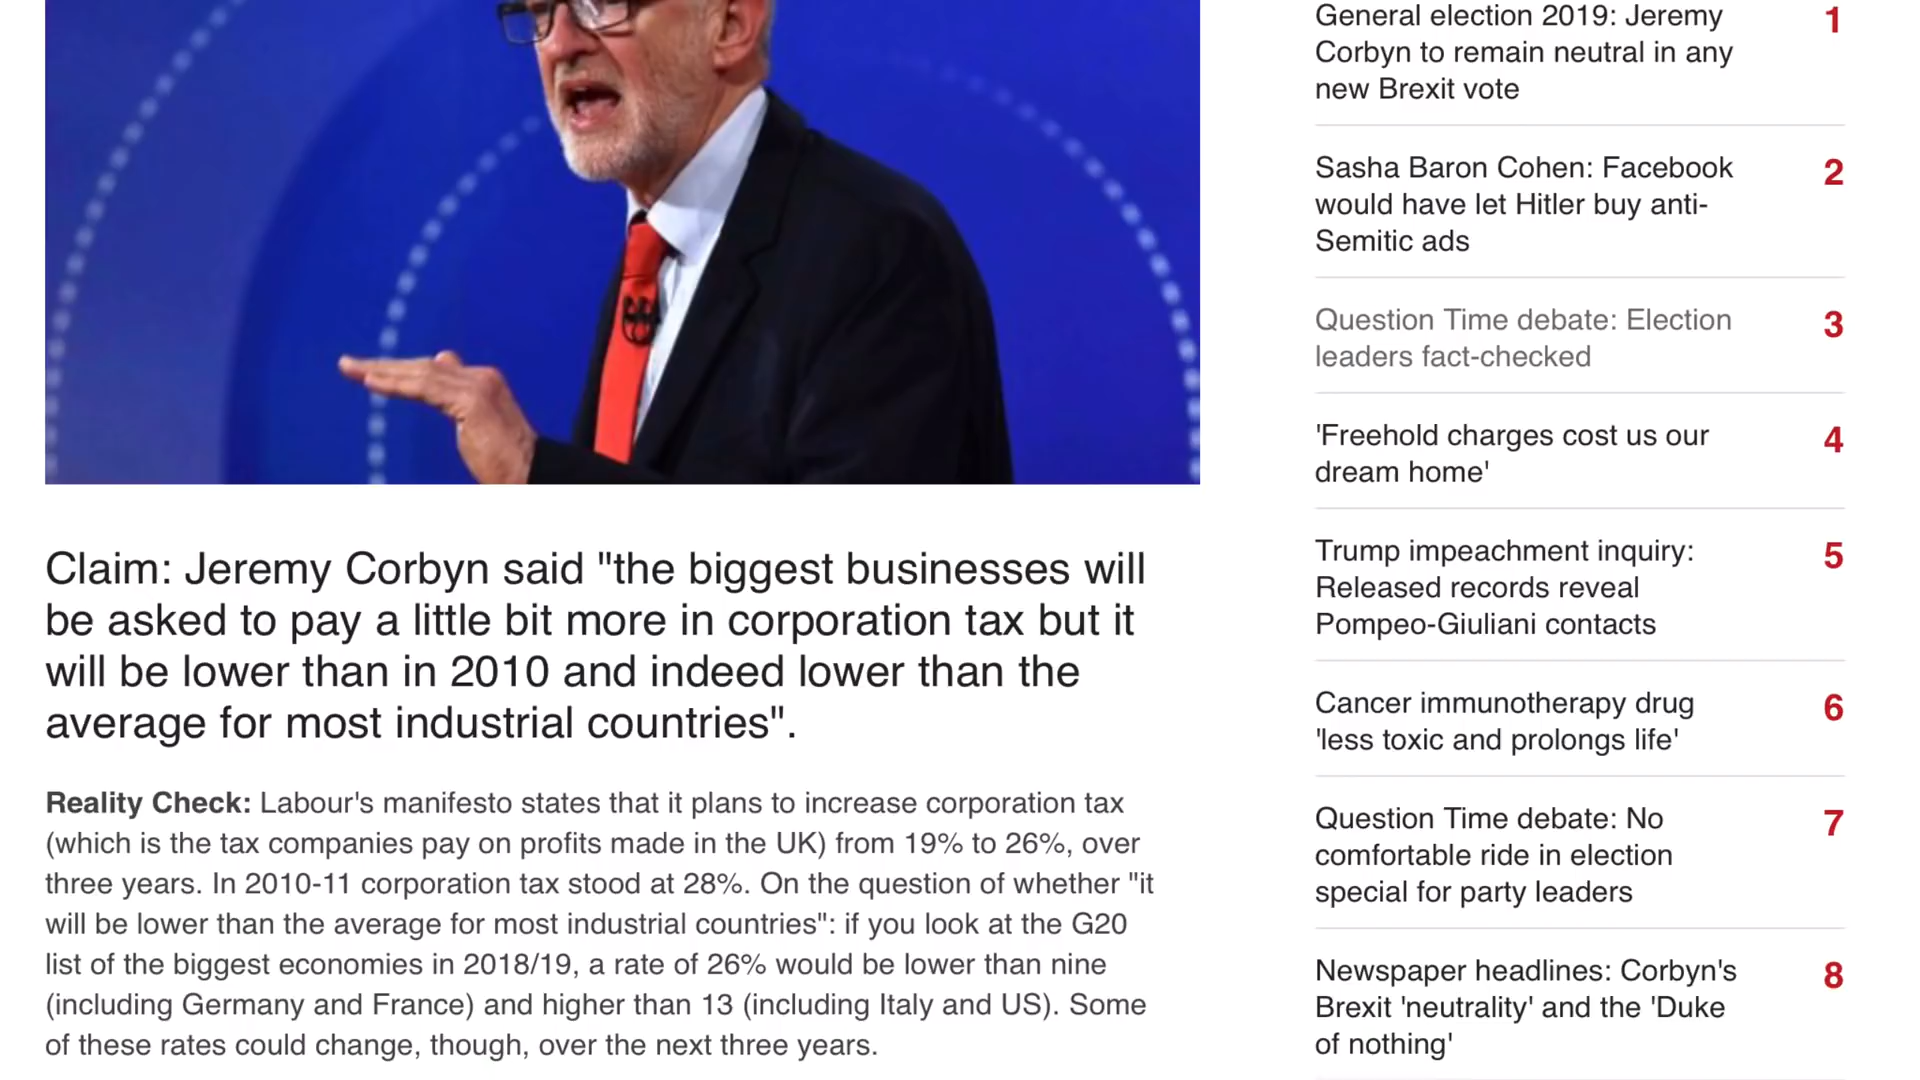 Claim: Jeremy Corbyn said "the biggest businesses will
be asked to pay a little bit more in corporation tax but it
will be lower than in 2010 and indeed lower than the
average for most industrial countries".
Reality Check: Labour's manifesto states that it plans to increase corporation tax
(which is the tax companies pay on profits made in the UK) from 19% to 26%, over
three years. In 2010-11 corporation tax stood at 28%. On the question of whether "it
will be lower than the average for most industrial countries": if you look at the G20
list of the biggest economies in 2018/19, a rate of 26% would be lower than nine
(including Germany and France) and higher than 13 (including Italy and US). Some
of these rates could change, though, over the next three years.
General election 2019: Jeremy 1
Corbyn to remain neutral in any
new Brexit vote
Sasha Baron Cohen: Facebook 2
would have let Hitler buy anti-
Semitic ads
Question Time debate: Election 3
leaders fact-checked
'Freehold charges cost us our 4
dream home'
Trump impeachment inquiry: 5
Released records reveal
Pompeo-Giuliani contacts
Cancer immunotherapy drug 6
'less toxic and prolongs life'
Question Time debate: No 7
comfortable ride in election
special for party leaders
Newspaper headlines: Corbyn's 8
Brexit 'neutrality' and the 'Duke
of nothing'